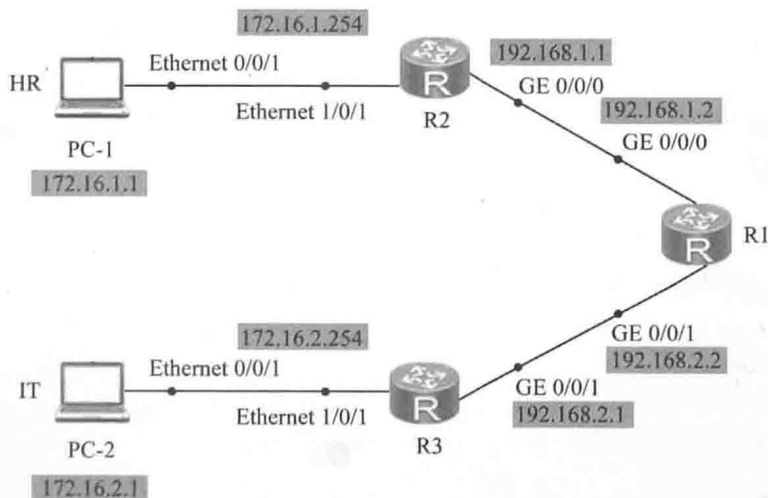 172.16.1.254
192.168.1.1
Ethernet 0/0/1
GE 0/0/0
HR
192.168.1.2
Ethernet 1/0/1
R
R2
GE 0/0/0
PC-1
172.16.1.1
R
R1
172.16.2.254
GE 0/0/1
Ethernet 0/0/1
192.168.2.2
GE 0/0/1
IT
R
192.168.2.1
Ethernet 1/0/1
R3
PC-2
172.16.2.1